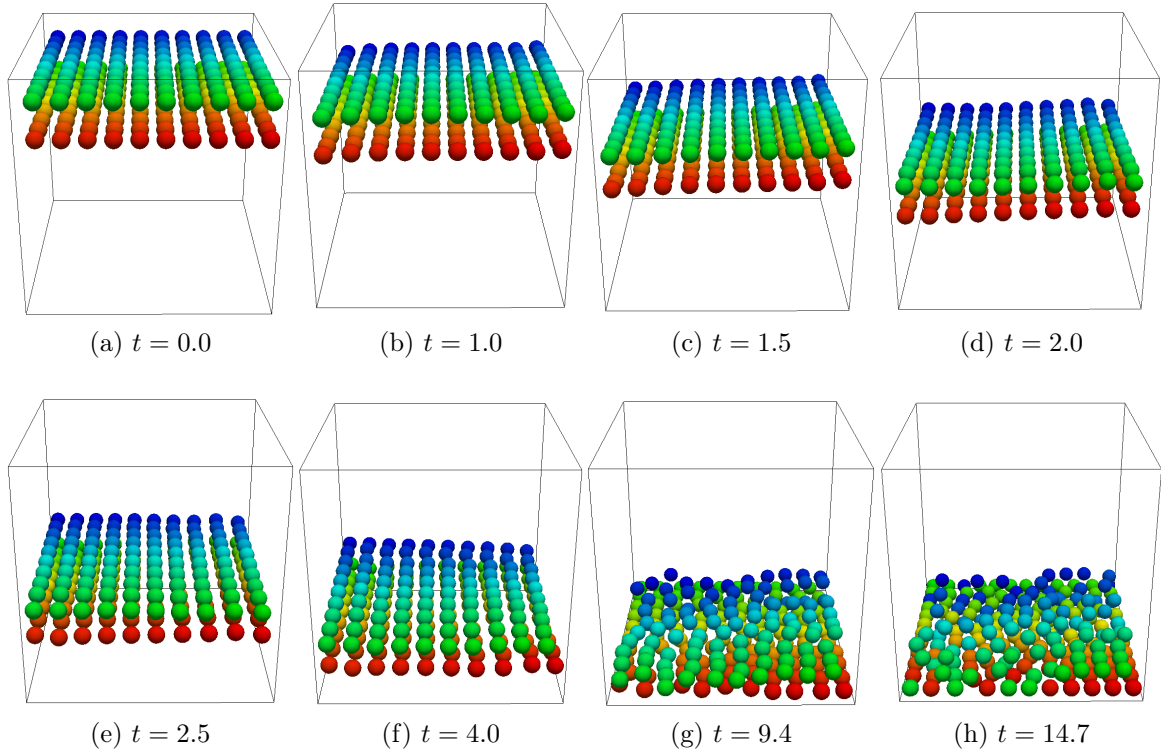 (a) t = 0.0
(b) t = 1.0
(c) t = 1.5
(d) t = 2.0
(e) t = 2.5
(f) t = 4.0
(g) t = 9.4
(h) t = 14.7